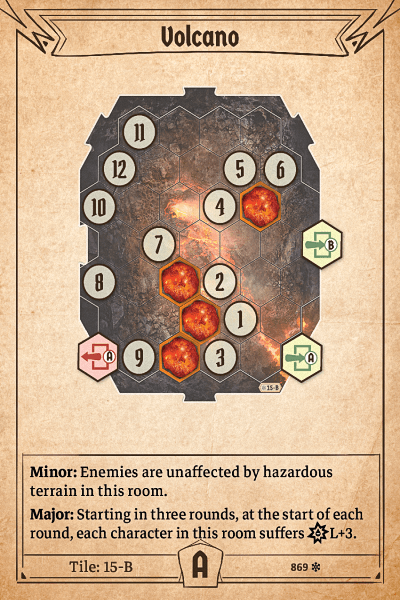 Volcano
11
12
5
6
10
4
B
7
8
2
1
A
9
3
A
15-B
Minor: Enemies are unaffected by hazardous
terrain in this room.
Major: Starting in three rounds, at the start of each
round, each character in this room suffers L+3.
Tile: 15-B
A
869